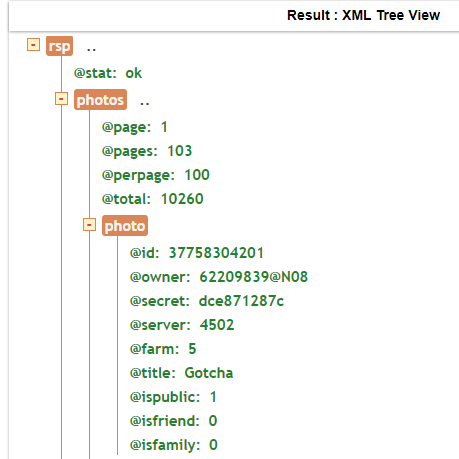 Result : XML Tree View
- rsp ..
@stat: ok
- photos ..
@page: 1
@pages: 103
@perpage: 100
@total: 10260
- photo
@id: 37758304201
@owner: 62209839@N08
@secret: dce871287c
@server: 4502
@farm: 5
@title: Gotcha
@ispublic: 1
@isfriend: 0
@isfamily: 0